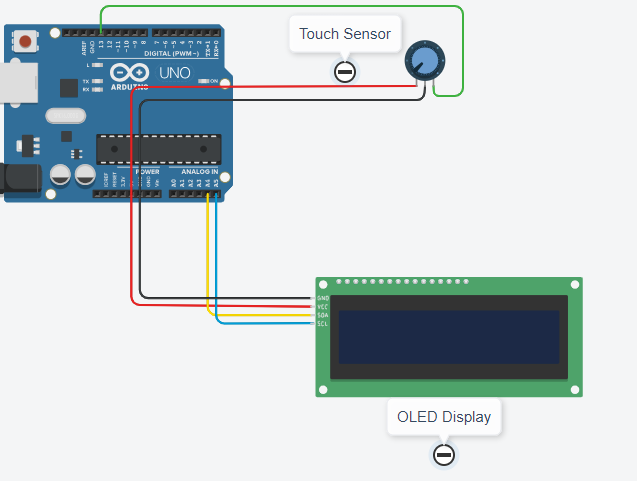 Touch Sensor
AREF
GND
13
12
~11
~10
~9
8
7
~6
~5
4
~3
2
TX→1
RX←0
DIGITAL (PWM~)
L
TX
RX
UNO
ON
ARDUINO
POWER
ANALOG IN
IOREF
RESET
3.3V
GND
Vin
A0
A1
A2
A3
A4
A5
GND
VCC
SDA
SCL
OLED Display